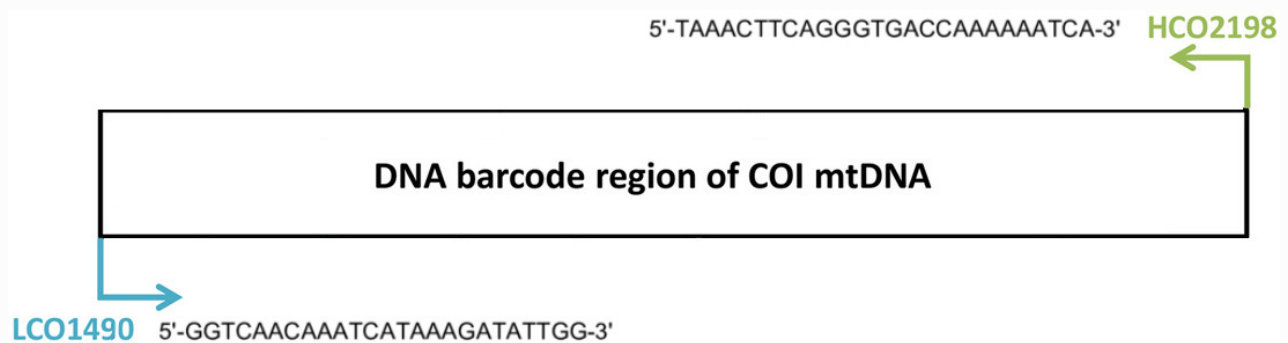 5'-TAAACTTCAGGGTGACCAAAAAATCA-3' HCO2198
DNA barcode region of COI mtDNA
LCO1490 5'-GGTCAACAAATCATAAAGATATTGG-3'